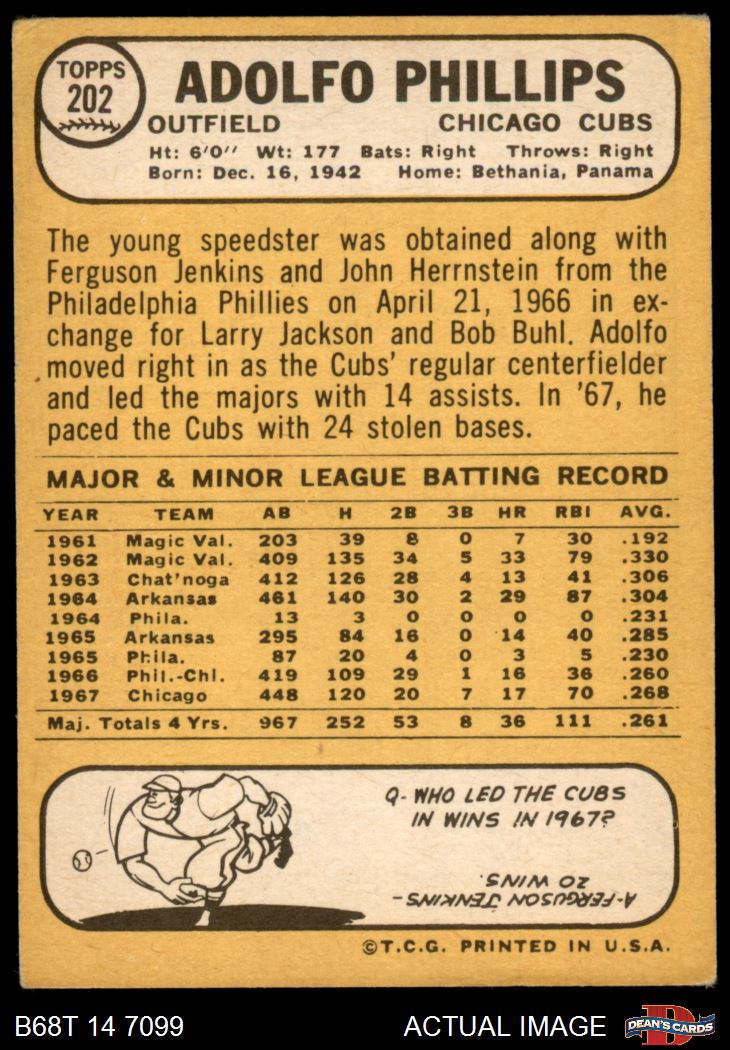 TOPPS
202
ADOLFO PHILLIPS
OUTFIELD CHICAGO CUBS
Ht: 6'0'' Wt: 177 Bats: Right Throws: Right
Born: Dec. 16, 1942 Home: Bethania, Panama
The young speedster was obtained along with
Ferguson Jenkins and John Herrnstein from the
Philadelphia Phillies on April 21, 1966 in ex-
change for Larry Jackson and Bob Buhl. Adolfo
moved right in as the Cubs' regular centerfielder
and led the majors with 14 assists. In '67, he
paced the Cubs with 24 stolen bases.
MAJOR & MINOR LEAGUE BATTING RECORD
YEAR TEAM AB H 2B 3B HR RBI AVG.
1961 Magic Val. 203 39 8 0 7 30 .192
1962 Magic Val. 409 135 34 5 33 79 .330
1963 Chat'noga 412 126 28 4 13 41 .306
1964 Arkansas 461 140 30 2 29 87 .304
1964 Phila. 13 3 0 0 0 0 .231
1965 Arkansas 295 84 16 0 14 40 .285
1965 Phila. 87 20 4 0 3 5 .230
1966 Phil.-Chi. 419 109 29 1 16 36 .260
1967 Chicago 448 120 20 7 17 70 .268
Maj. Totals 4 Yrs. 967 252 53 8 36 111 .261
Q- WHO LED THE CUBS
IN WINS IN 1967?
A-FERGUSON JENKINS-
20 WINS.
©T.C.G. PRINTED IN U.S.A.
B68T 14 7099 ACTUAL IMAGE
D
DEAN'S CARDS